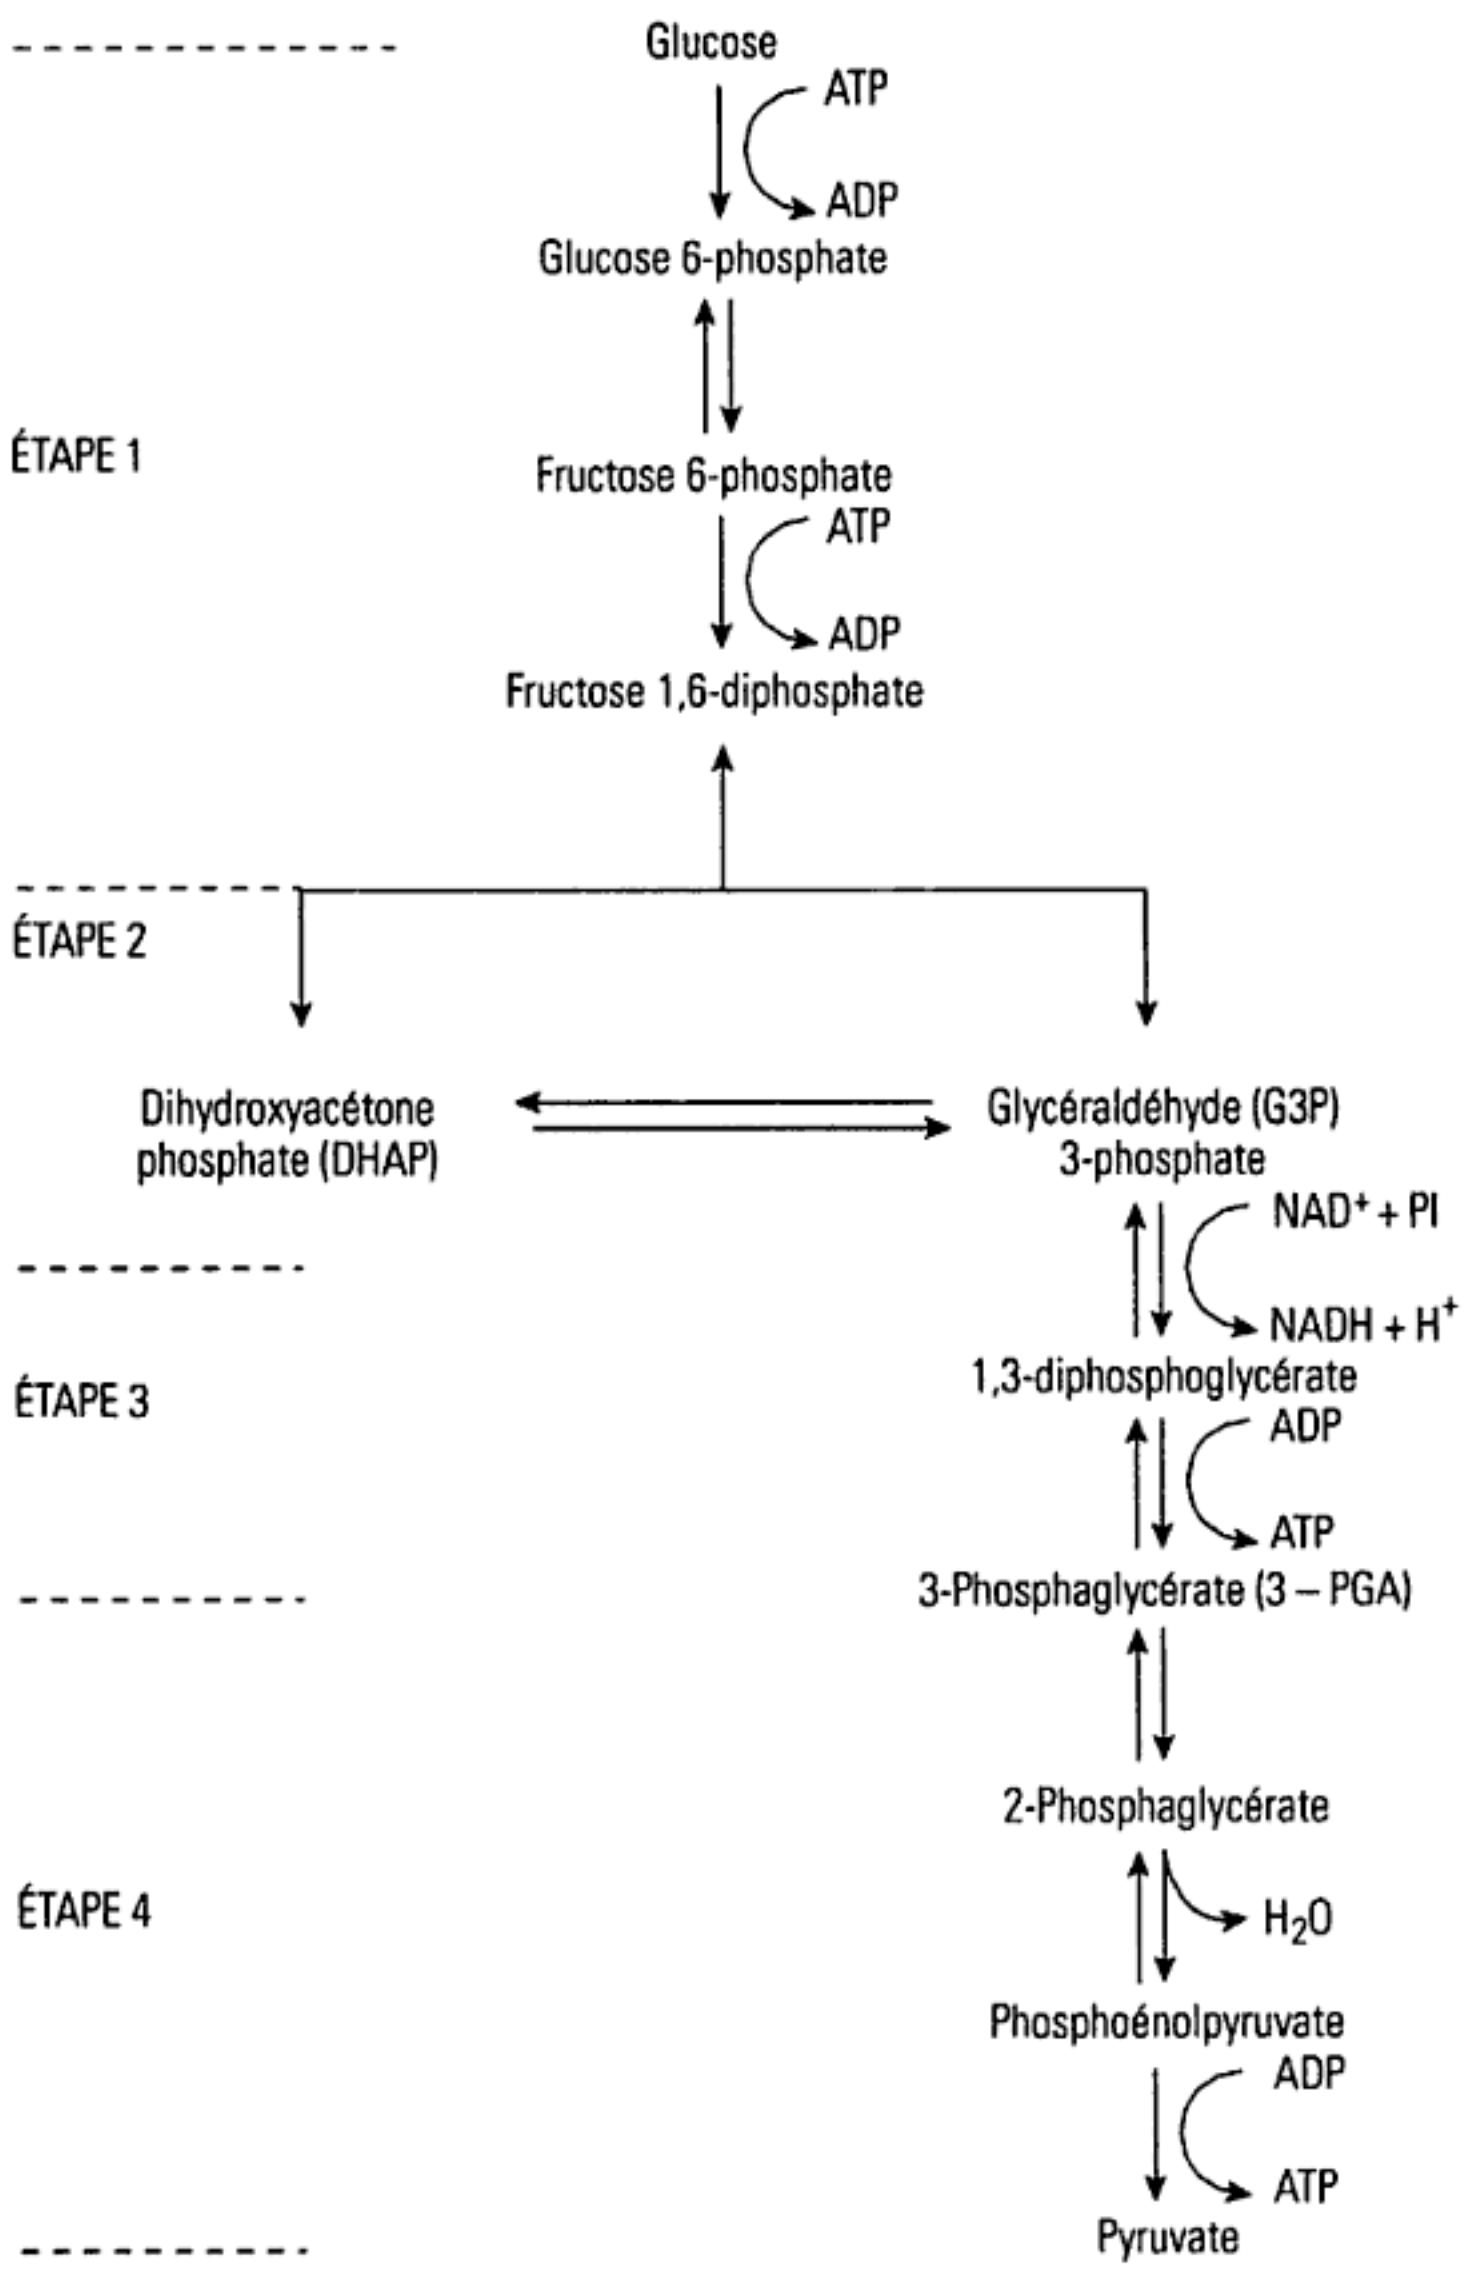 Glucose
ATP
ADP
Glucose 6-phosphate
ÉTAPE 1
Fructose 6-phosphate
ATP
ADP
Fructose 1,6-diphosphate
ÉTAPE 2
Dihydroxyacétone
phosphate (DHAP)
Glycéraldéhyde (G3P)
3-phosphate
NAD⁺ + PI
NADH + H⁺
1,3-diphosphoglycérate
ÉTAPE 3
ADP
ATP
3-Phosphaglycérate (3 – PGA)
2-Phosphaglycérate
ÉTAPE 4
H₂O
Phosphoénolpyruvate
ADP
ATP
Pyruvate